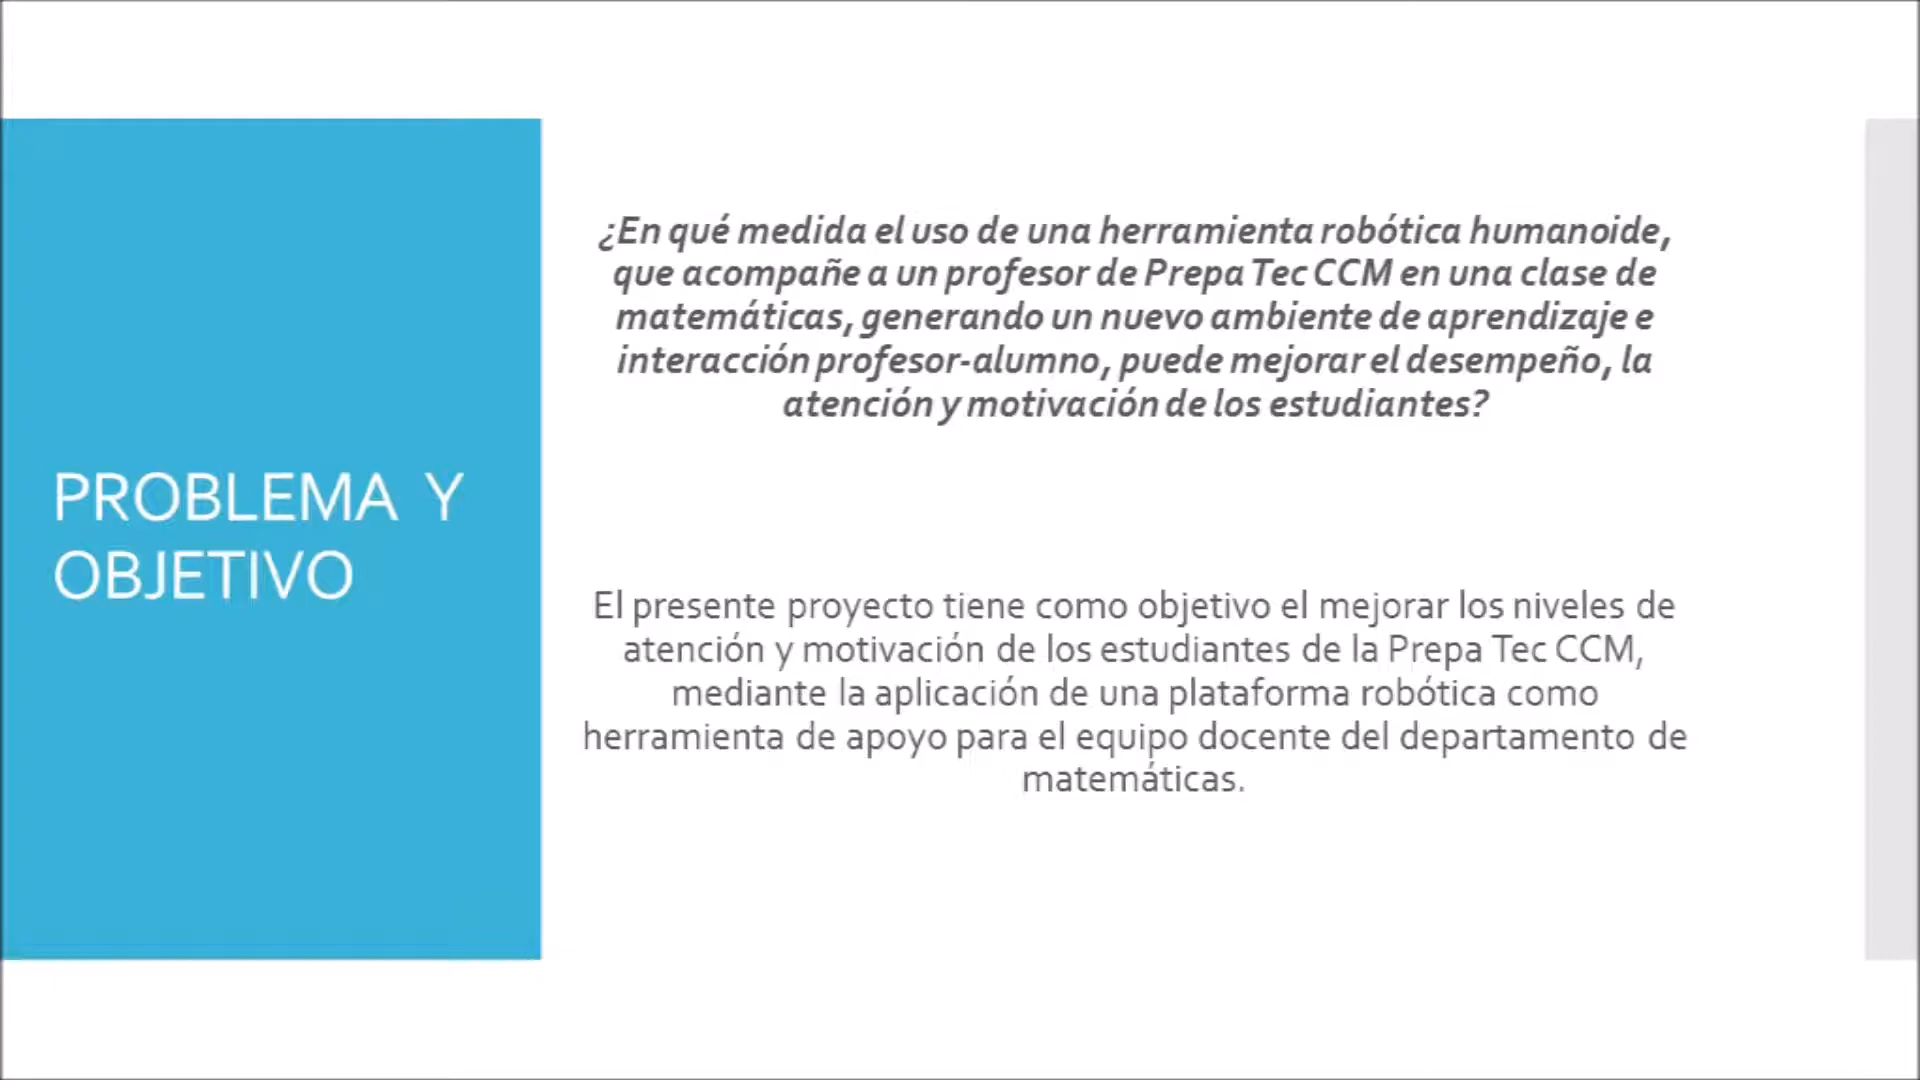 PROBLEMA Y
OBJETIVO
¿En qué medida el uso de una herramienta robótica humanoide,
que acompañe a un profesor de Prepa Tec CCM en una clase de
matemáticas, generando un nuevo ambiente de aprendizaje e
interacción profesor-alumno, puede mejorar el desempeño, la
atención y motivación de los estudiantes?
El presente proyecto tiene como objetivo el mejorar los niveles de
atención y motivación de los estudiantes de la Prepa Tec CCM,
mediante la aplicación de una plataforma robótica como
herramienta de apoyo para el equipo docente del departamento de
matemáticas.